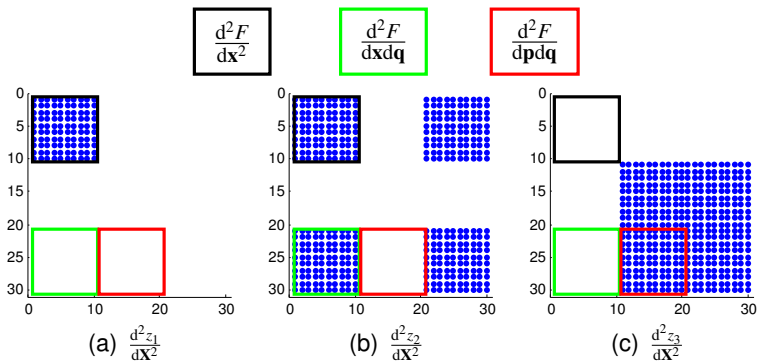 d²F/dx² d²F/dxdq d²F/dpdq
0 0 0
5 5 5
10 10 10
15 15 15
20 20 20
25 25 25
30 30 30
0 10 20 30 0 10 20 30 0 10 20 30
(a) d²z₁/dX² (b) d²z₂/dX² (c) d²z₃/dX²